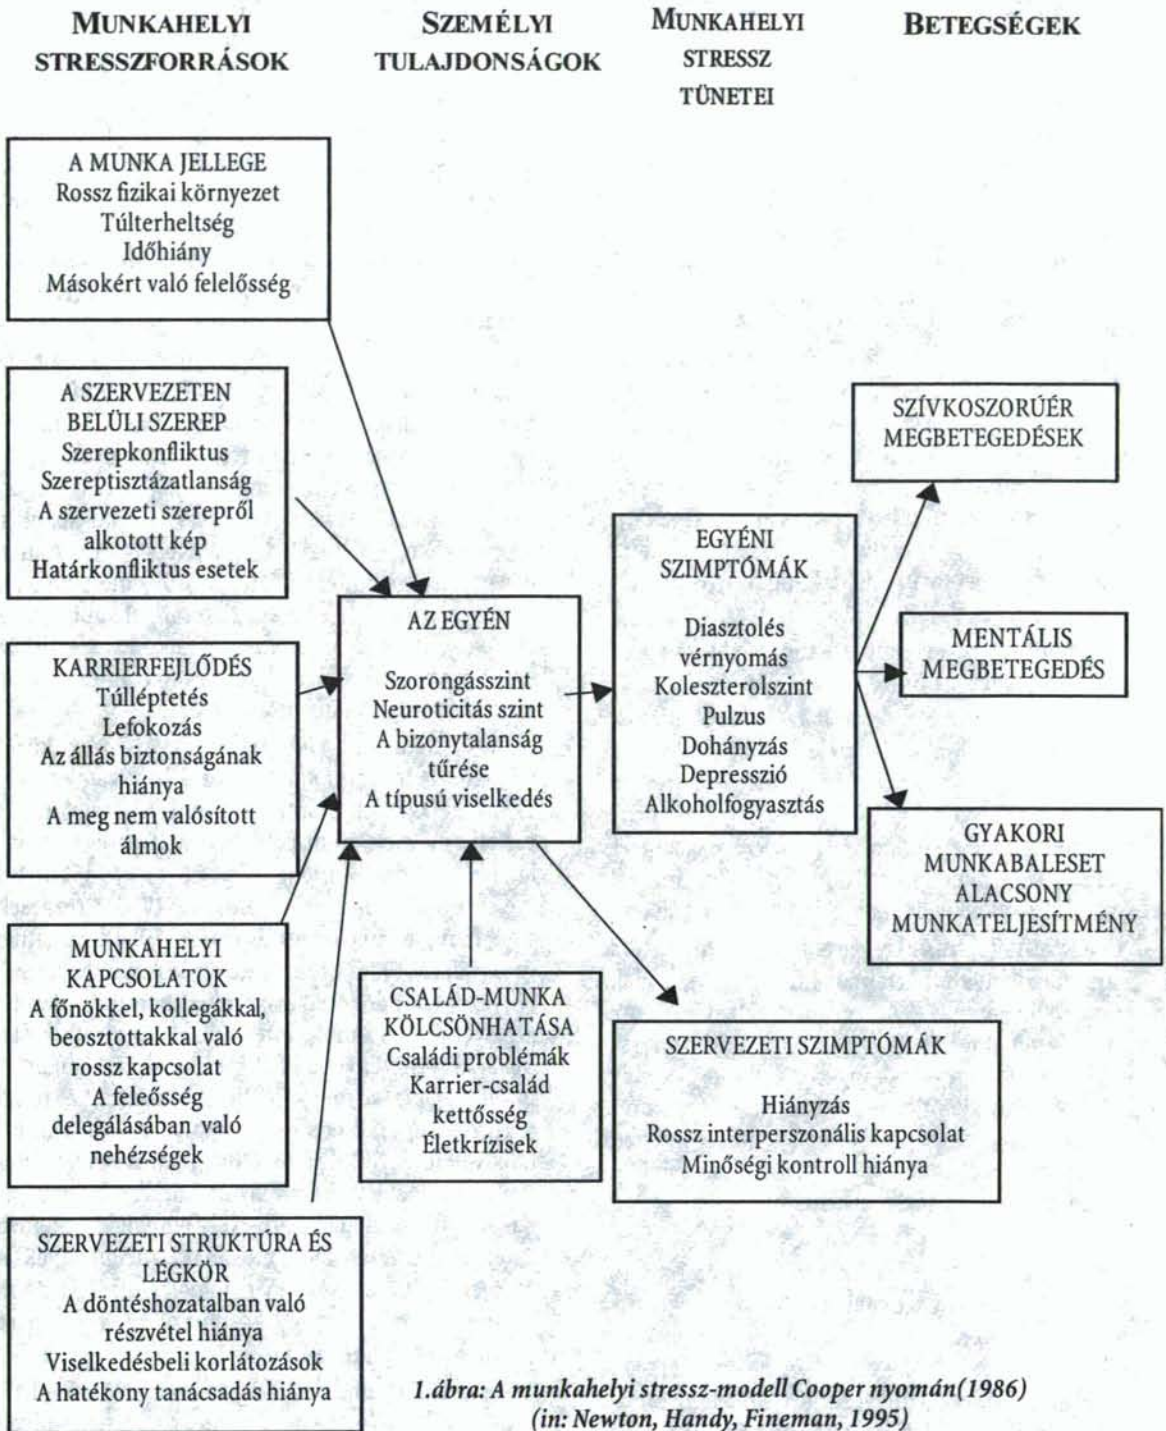 MUNKAHELYI
STRESSZFORRÁSOK
SZEMÉLYI
TULAJDONSÁGOK
MUNKAHELYI
STRESSZ
TÜNETEI
BETEGSÉGEK
A MUNKA JELLEGE
Rossz fizikai környezet
Túlterheltség
Időhiány
Másokért való felelősség
A SZERVEZETEN
BELÜLI SZEREP
Szerepkonfliktus
Szereptisztázatlanság
A szervezeti szerepről
alkotott kép
Határkonfliktus esetek
KARRIERFEJLŐDÉS
Túlléptetés
Lefokozás
Az állás biztonságának
hiánya
A meg nem valósított
álmok
MUNKAHELYI
KAPCSOLATOK
A főnökkel, kollegákkal,
beosztottakkal való
rossz kapcsolat
A feleősség
delegálásában való
nehézségek
SZERVEZETI STRUKTÚRA ÉS
LÉGKÖR
A döntéshozatalban való
részvétel hiánya
Viselkedésbeli korlátozások
A hatékony tanácsadás hiánya
AZ EGYÉN
Szorongásszint
Neuroticitás szint
A bizonytalanság
tűrése
A típusú viselkedés
CSALÁD-MUNKA
KÖLCSÖNHATÁSA
Családi problémák
Karrier-család
kettősség
Életkrízisek
EGYÉNI
SZIMPTÓMÁK
Diasztolés
vérnyomás
Koleszterolszint
Pulzus
Dohányzás
Depresszió
Alkoholfogyasztás
SZERVEZETI SZIMPTÓMÁK
Hiányzás
Rossz interperszonális kapcsolat
Minőségi kontroll hiánya
SZÍVKOSZORÚÉR
MEGBETEGEDÉSEK
MENTÁLIS
MEGBETEGEDÉS
GYAKORI
MUNKABALESET
ALACSONY
MUNKATELJESÍTMÉNY
1.ábra: A munkahelyi stressz-modell Cooper nyomán(1986)
(in: Newton, Handy, Fineman, 1995)